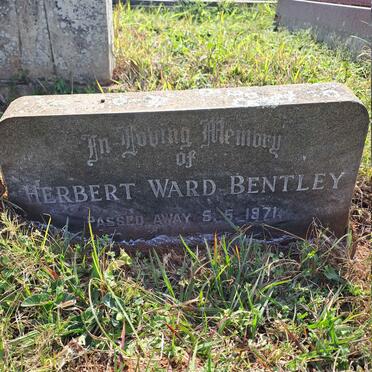 In Loving Memory
of
HERBERT WARD BENTLEY
PASSED AWAY 5.5.1971